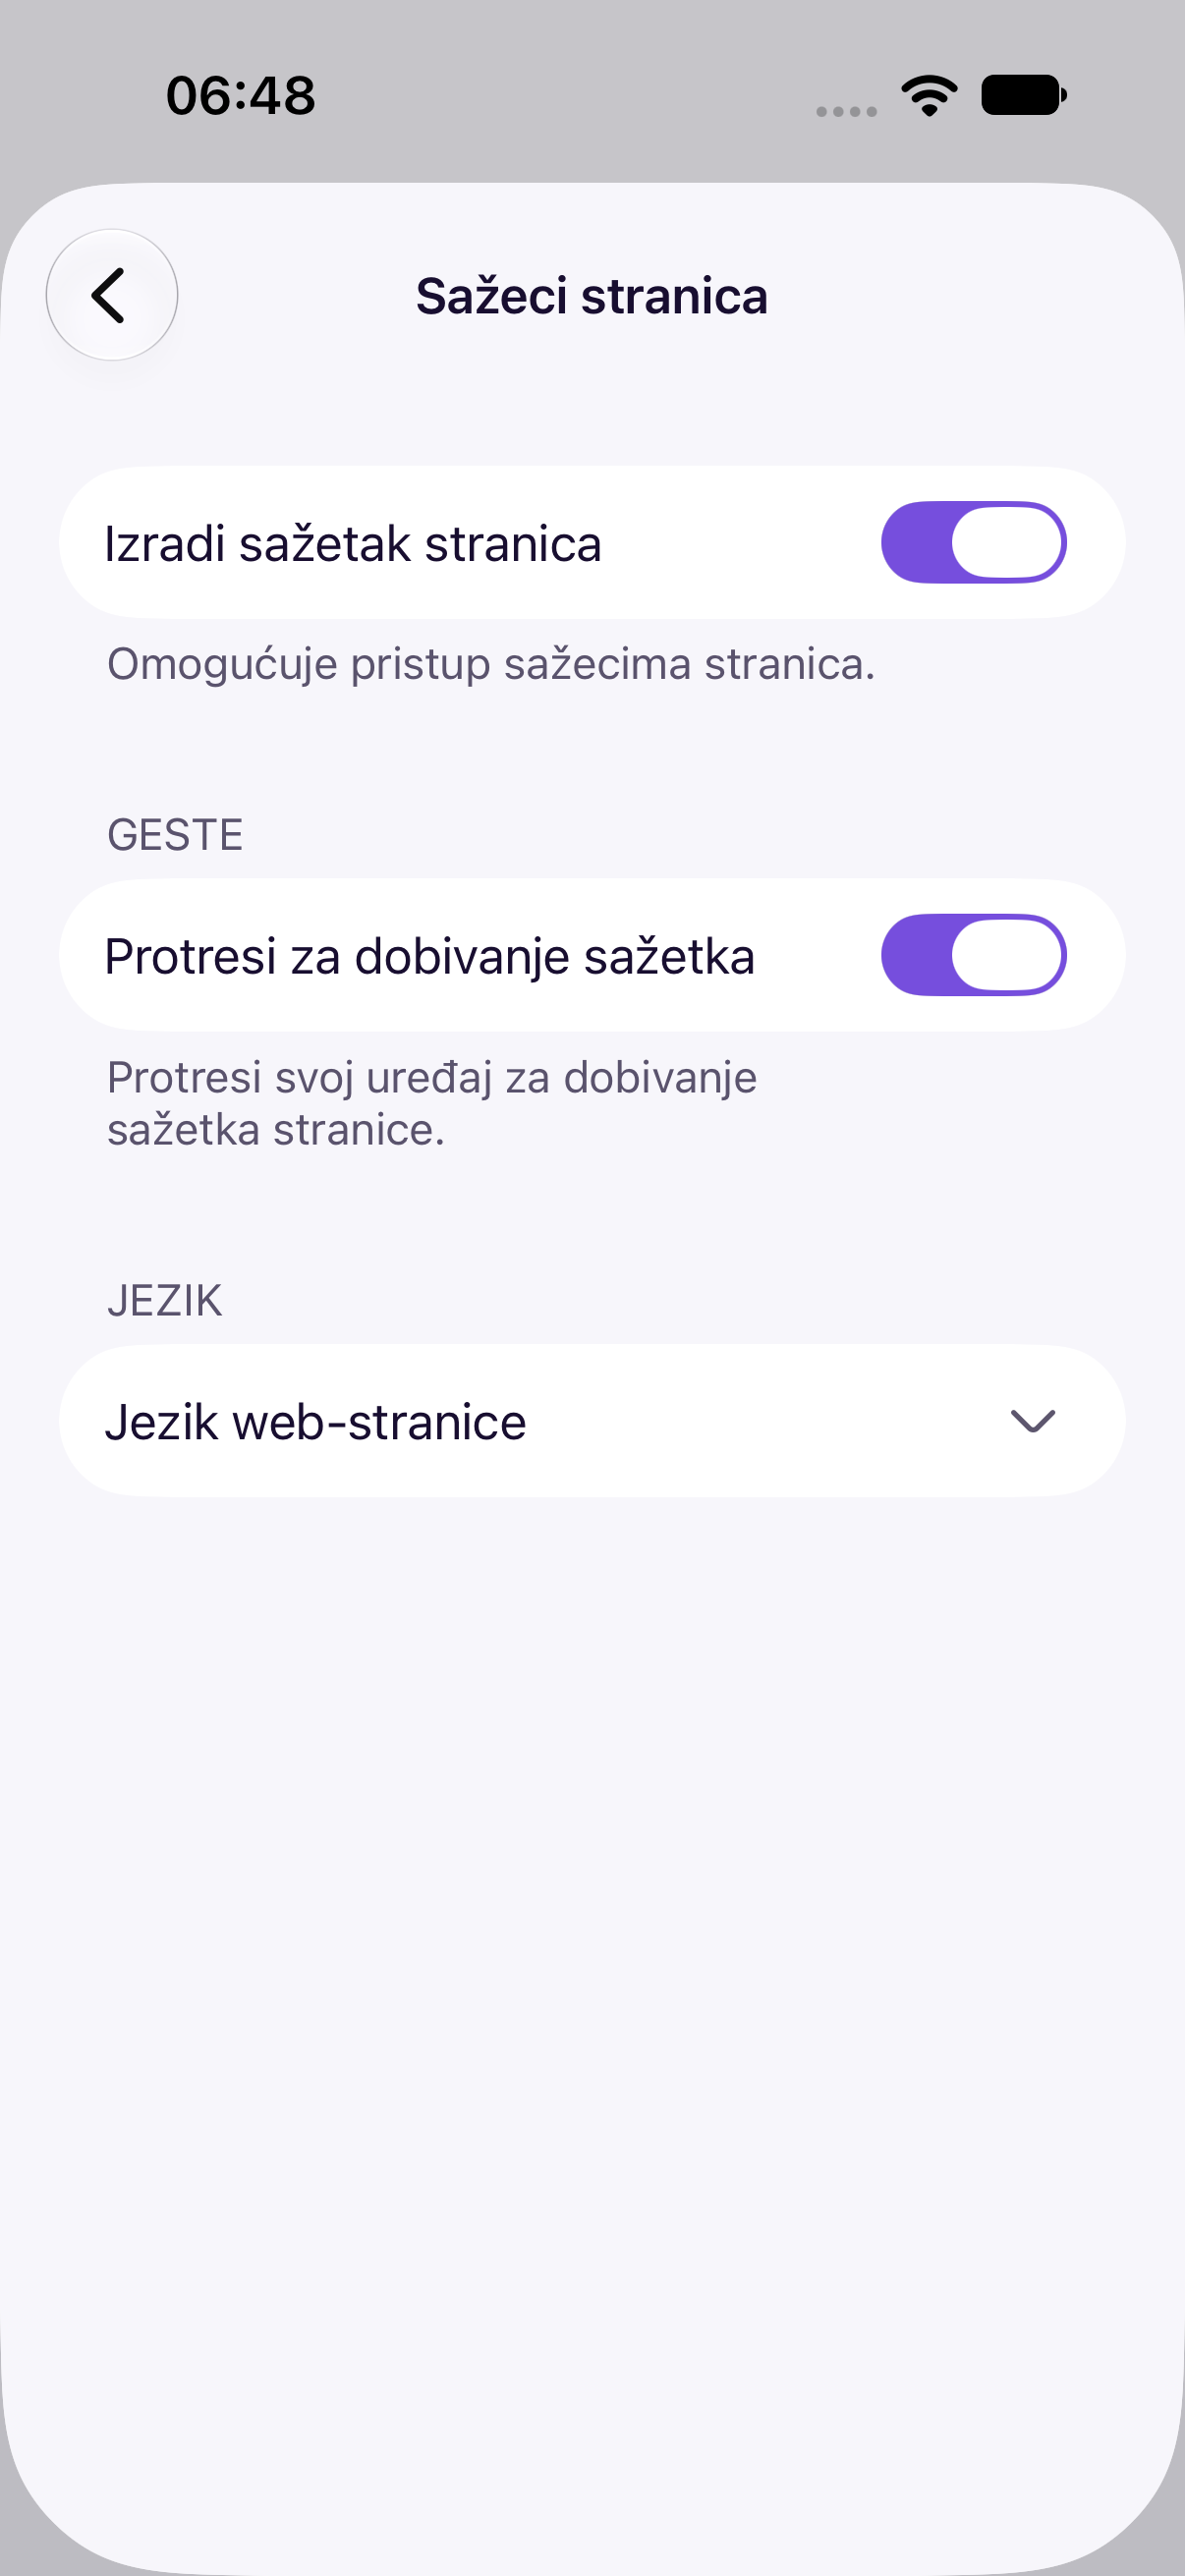 06:48
Sažeci stranica
Izradi sažetak stranica
Omogućuje pristup sažecima stranica.
GESTE
Protresi za dobivanje sažetka
Protresi svoj uređaj za dobivanje
sažetka stranice.
JEZIK
Jezik web-stranice